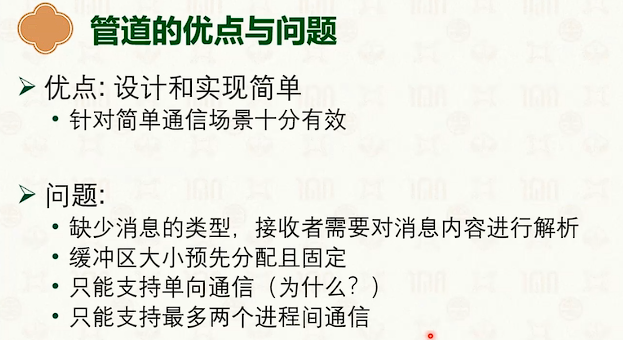 管道的优点与问题
➢ 优点: 设计和实现简单
• 针对简单通信场景十分有效
➢ 问题:
• 缺少消息的类型，接收者需要对消息内容进行解析
• 缓冲区大小预先分配且固定
• 只能支持单向通信（为什么？）
• 只能支持最多两个进程间通信